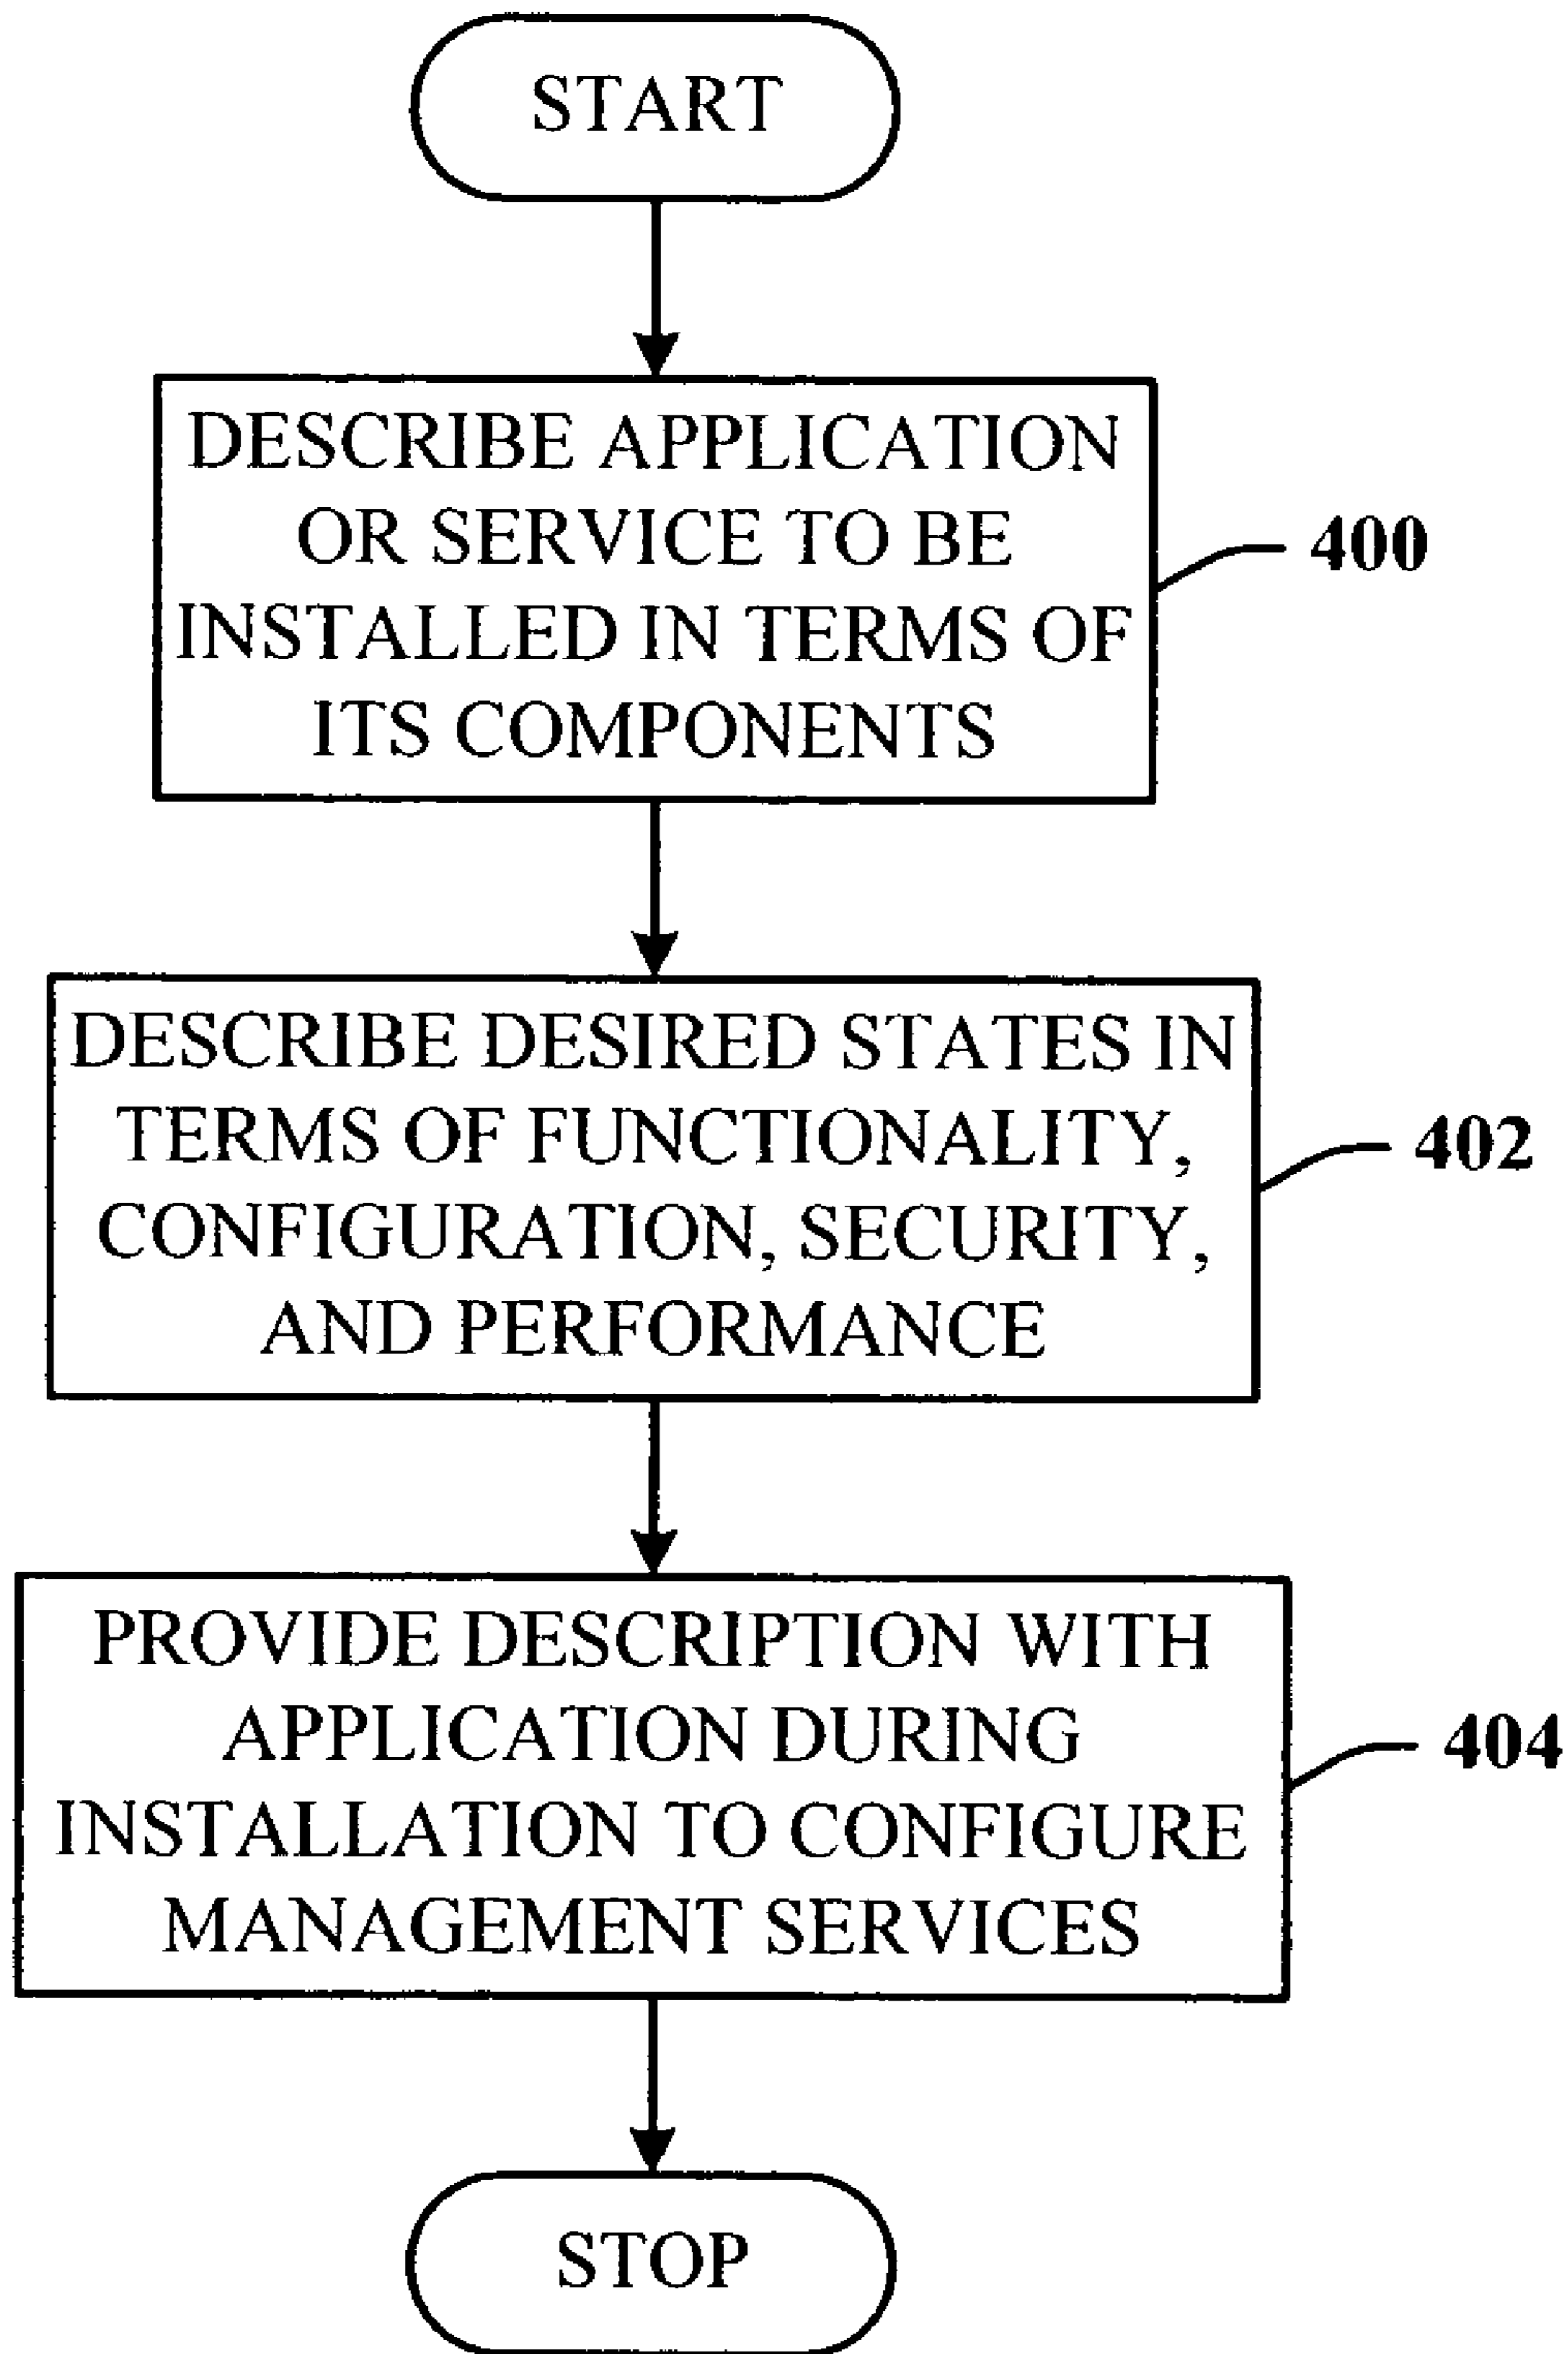 START
DESCRIBE APPLICATION
OR SERVICE TO BE
INSTALLED IN TERMS OF
ITS COMPONENTS
400
DESCRIBE DESIRED STATES IN
TERMS OF FUNCTIONALITY,
CONFIGURATION, SECURITY,
AND PERFORMANCE
402
PROVIDE DESCRIPTION WITH
APPLICATION DURING
INSTALLATION TO CONFIGURE
MANAGEMENT SERVICES
404
STOP